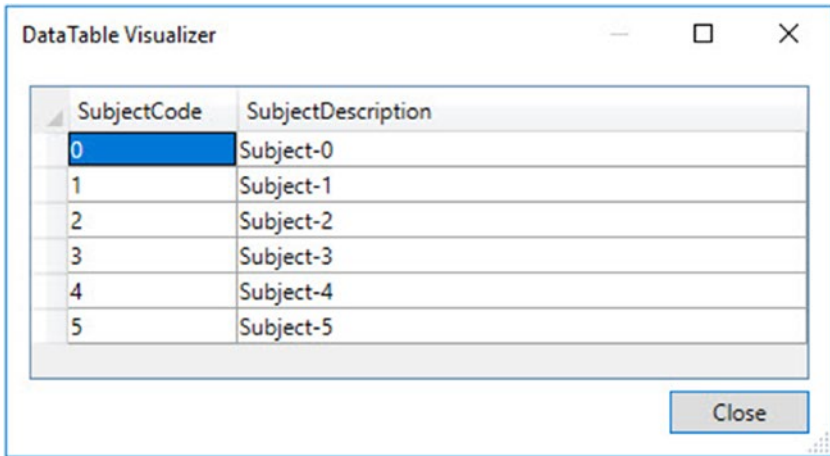 DataTable Visualizer
SubjectCode SubjectDescription
0 Subject-0
1 Subject-1
2 Subject-2
3 Subject-3
4 Subject-4
5 Subject-5
Close